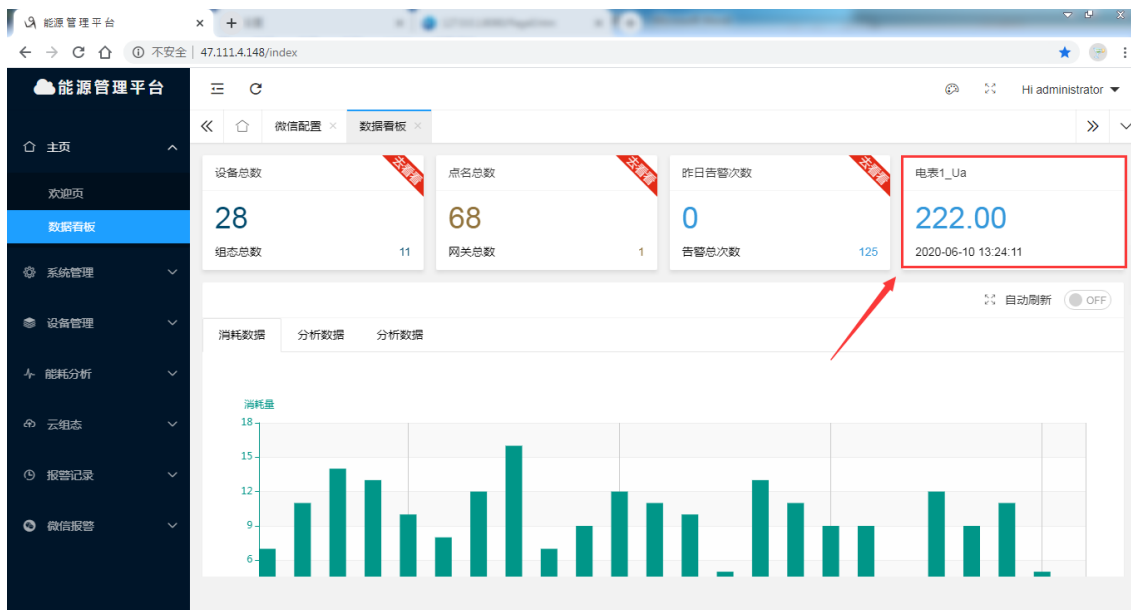 能源管理平台
不安全
47.111.4.148/index
能源管理平台
Hi administrator
微信配置
数据看板
主页
欢迎页
数据看板
系统管理
设备管理
能耗分析
云组态
报警记录
微信报警
设备总数
去看看
28
组态总数
11
点名总数
去看看
68
网关总数
1
昨日告警次数
去看看
0
告警总次数
125
电表1_Ua
222.00
2020-06-10 13:24:11
自动刷新
OFF
消耗数据
分析数据
分析数据
消耗量
18
15
12
9
6